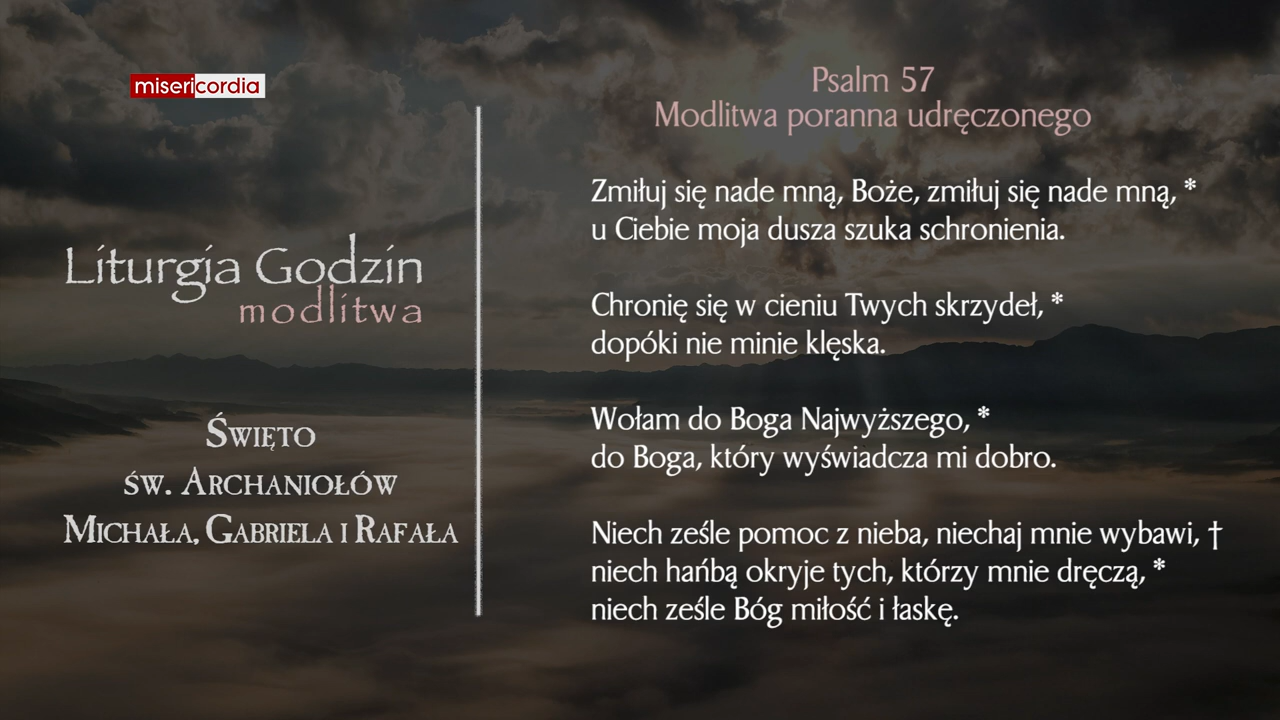 misericordia
Liturgia Godzin
modlitwa
Święto
św. Archaniołów
Michała, Gabriela i Rafała
Psalm 57
Modlitwa poranna udręczonego
Zmiłuj się nade mną, Boże, zmiłuj się nade mną, *
u Ciebie moja dusza szuka schronienia.
Chronię się w cieniu Twych skrzydeł, *
dopóki nie minie klęska.
Wołam do Boga Najwyższego, *
do Boga, który wyświadcza mi dobro.
Niech ześle pomoc z nieba, niechaj mnie wybawi, †
niech hańbą okryje tych, którzy mnie dręczą, *
niech ześle Bóg miłość i łaskę.